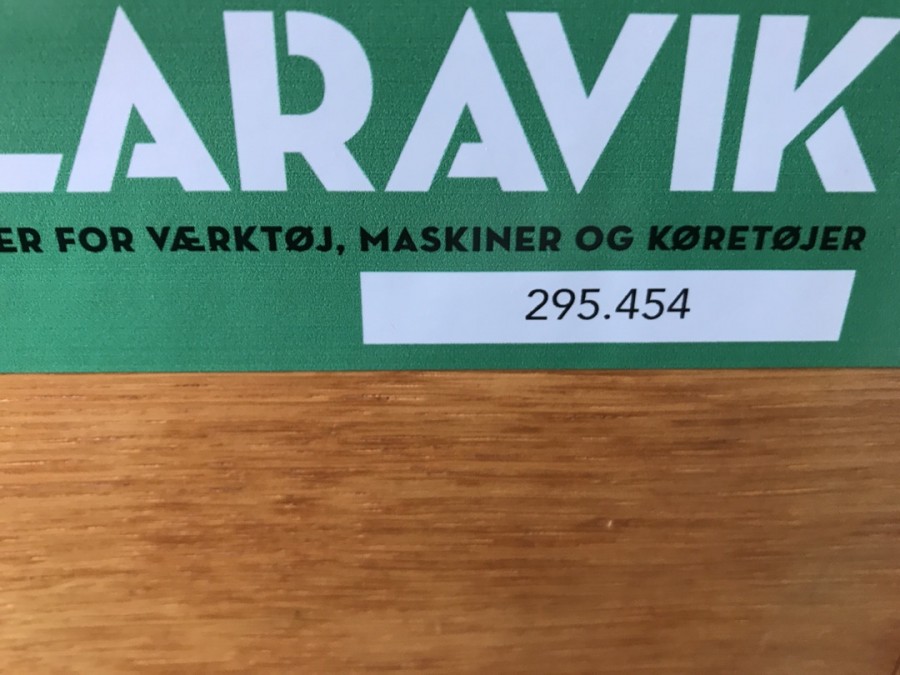 LARAVIK
ER FOR VÆRKTØJ, MASKINER OG KØRETØJER
295.454